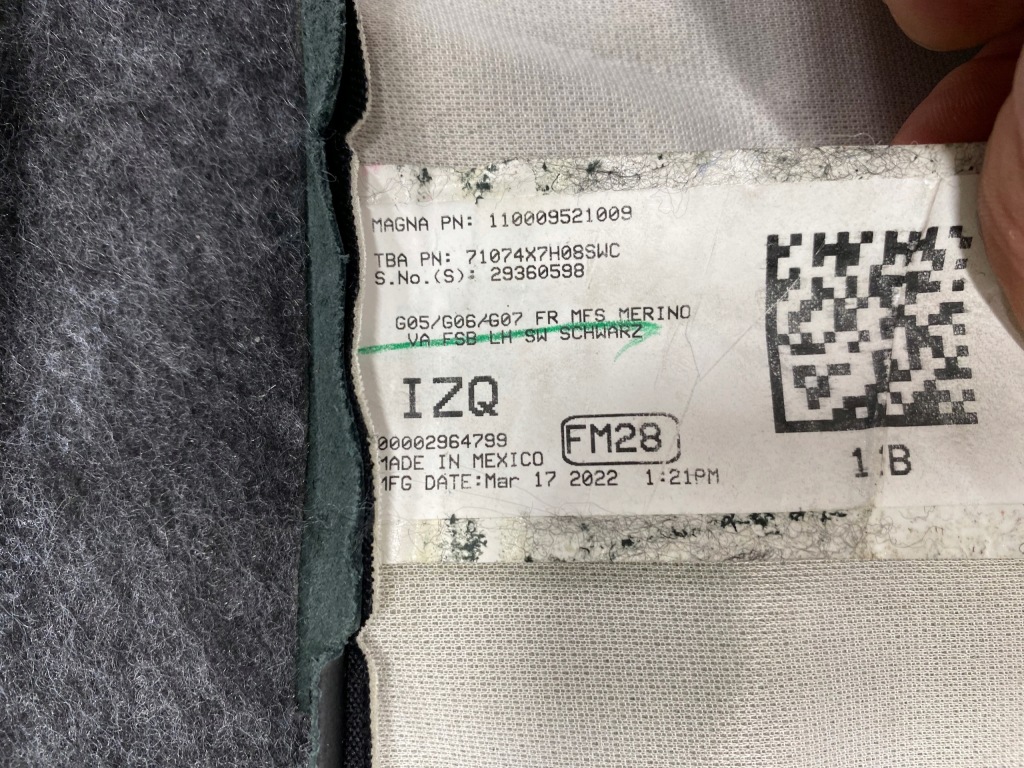 MAGNA PN: 110009521009
TBA PN: 71074X7H08SWC
S.No.(S): 29360598
G05/G06/G07 FR MFS MERINO
VA FSB LH SW SCHWARZ
IZQ
00002964799
FM28
MADE IN MEXICO
MFG DATE:Mar 17 2022 1:21PM